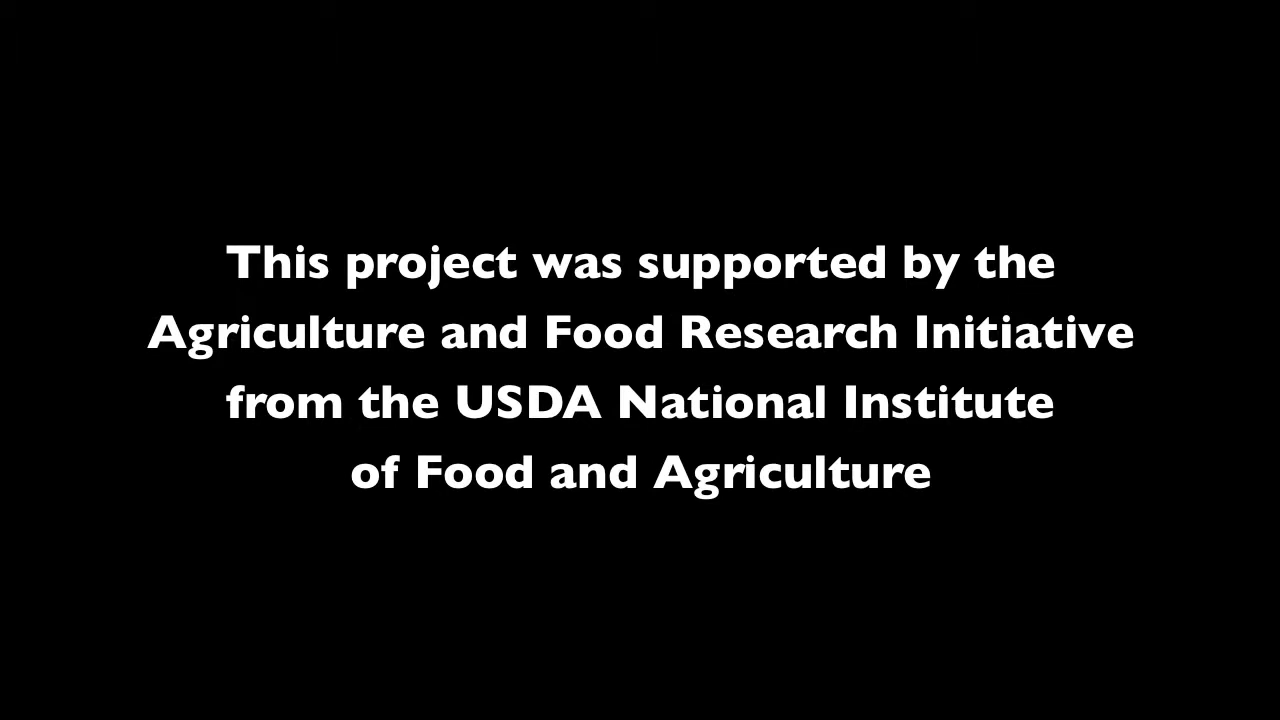 This project was supported by the
Agriculture and Food Research Initiative
from the USDA National Institute
of Food and Agriculture